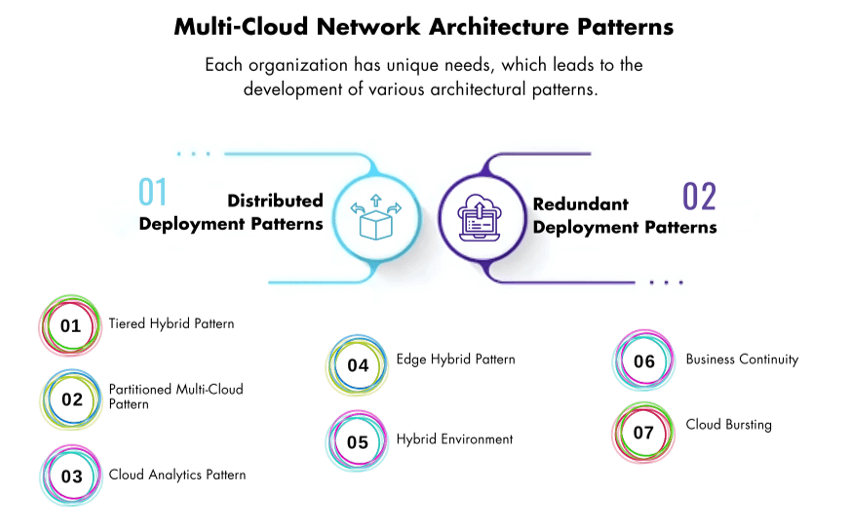 Multi-Cloud Network Architecture Patterns
Each organization has unique needs, which leads to the
development of various architectural patterns.
01
Distributed
Deployment Patterns
Redundant
Deployment Patterns
02
01
Tiered Hybrid Pattern
02
Partitioned Multi-Cloud
Pattern
03
Cloud Analytics Pattern
04
Edge Hybrid Pattern
05
Hybrid Environment
06
Business Continuity
07
Cloud Bursting